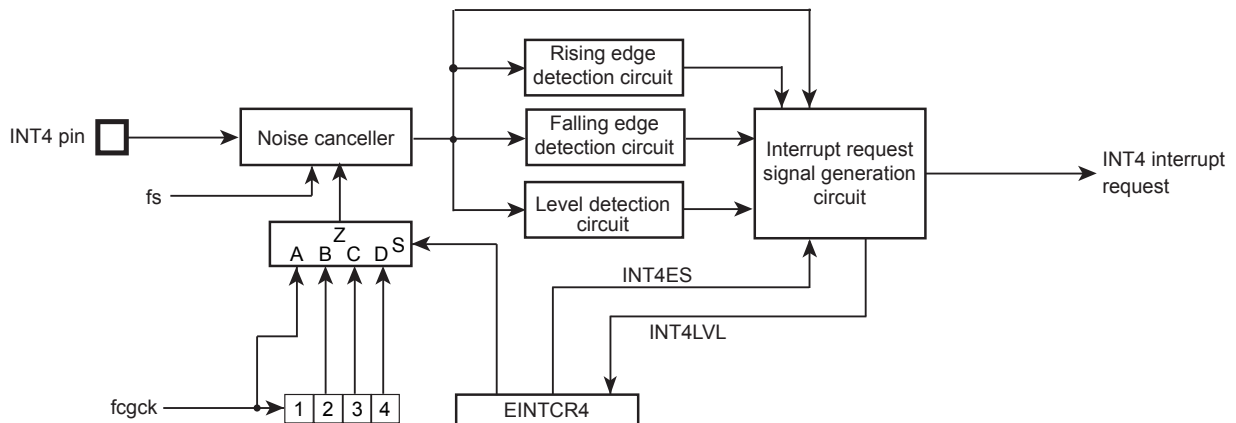 Rising edge
detection circuit
INT4 pin
Noise canceller
Falling edge
detection circuit
Interrupt request
signal generation
circuit
INT4 interrupt
request
fs
Level detection
circuit
Z
S
A B C D
INT4ES
INT4LVL
fcgck
1 2 3 4
EINTCR4